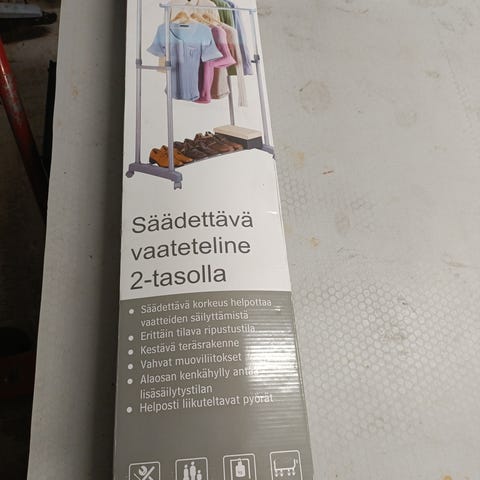 Säädettävä
vaateteline
2-tasolla
• Säädettävä korkeus helpottaa
vaatteiden säilyttämistä
• Erittäin tilava ripustustila
• Kestävä teräsrakenne
• Vahvat muoviliitokset
• Alaosan kenkähylly antaa
lisäsäilytystilan
• Helposti liikuteltavat pyörät